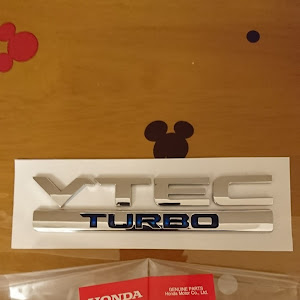 VTEC
TURBO
HONDA
GENUINE PARTS
Honda Motor Co., Ltd.